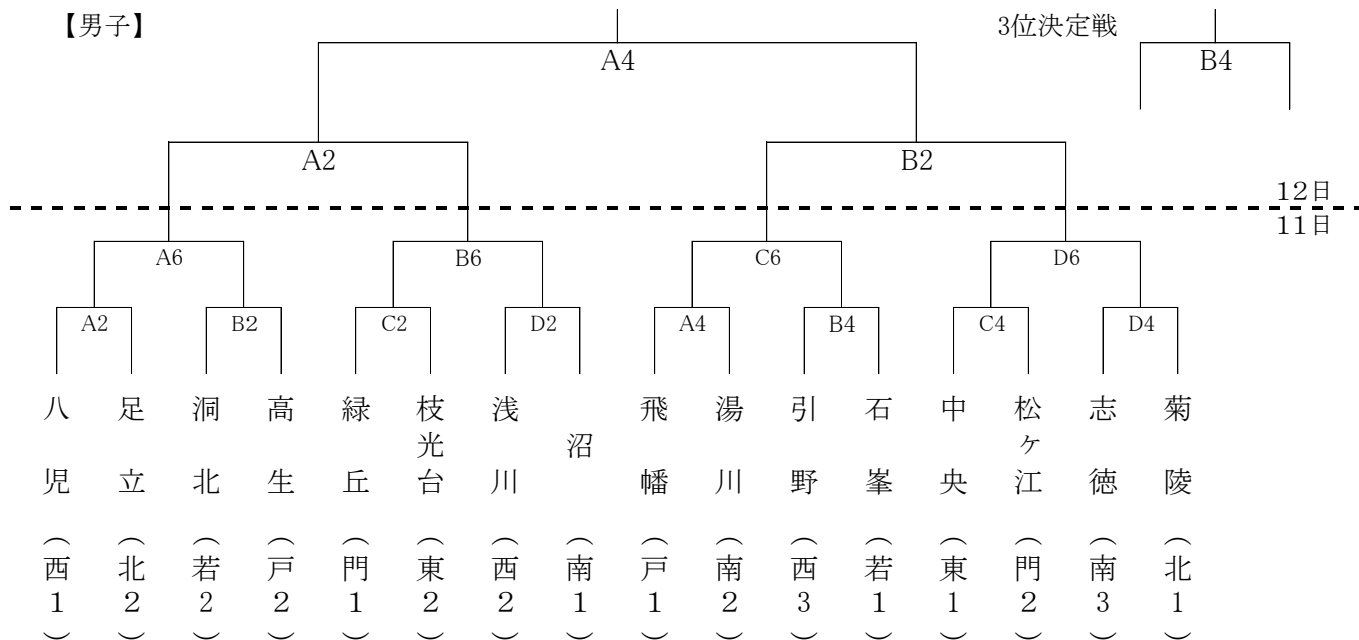 【男子】
3位決定戦
A4
B4
A2
B2
12日
11日
A6
B6
C6
D6
A2
B2
C2
D2
A4
B4
C4
D4
八児(西1)
足立(北2)
洞北(若2)
高生(戸2)
緑丘(門1)
枝光台(東2)
浅川(西2)
沼(南1)
飛幡(戸1)
湯川(南2)
引野(西3)
石峯(若1)
中央(東1)
松ヶ江(門2)
志徳(南3)
菊陵(北1)